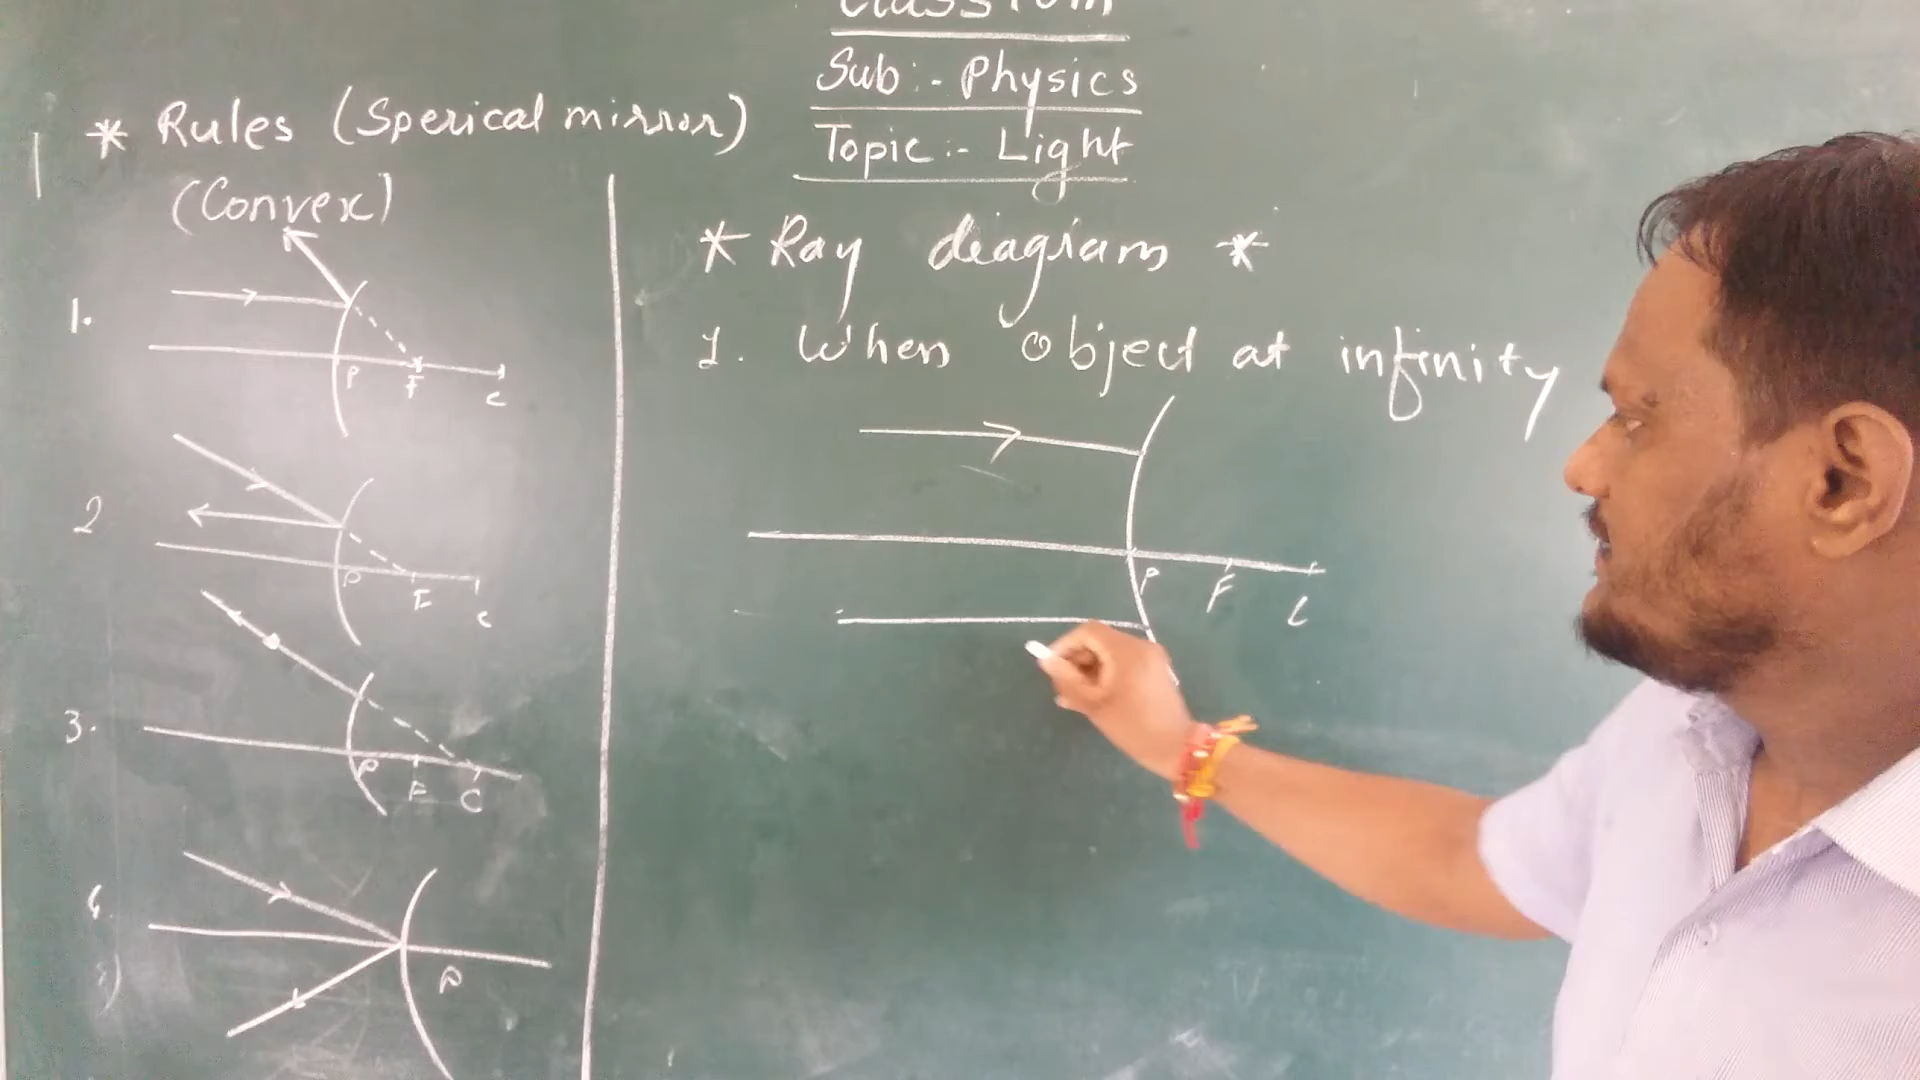 Sub:- Physics
Topic:- Light
* Rules (Sperical mirror)
(Convex)
1.
P F C
2
P F C
3.
P F C
4.
P
* Ray diagram *
1. When object at infinity
P F C